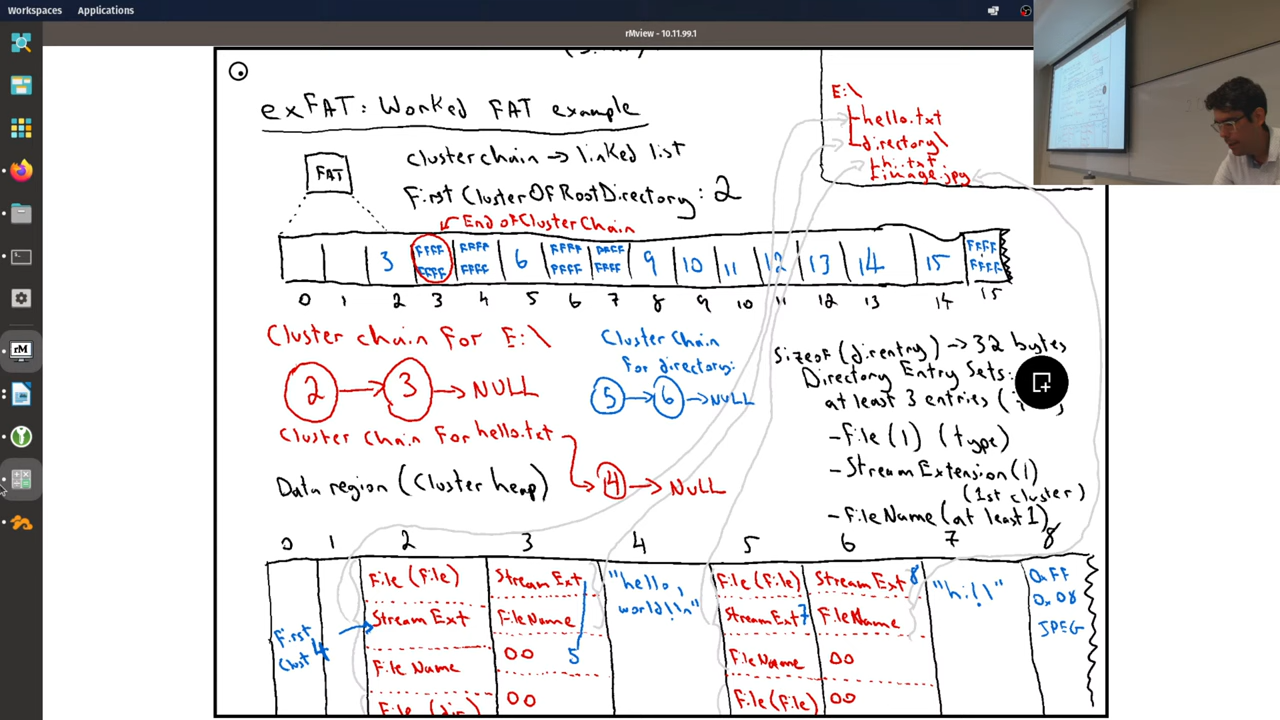 Workspaces Applications
rMview - 10.11.99.1
exFAT: Worked FAT example
cluster chain → linked list
FAT
First Cluster Of Root Directory: 2
End of Cluster Chain
3 FFFF FFFF FFFF FFFF 6 FFFF FFFF FFFF FFFF 9 10 11 12 13 14 15 FFFF FFFF
0 1 2 3 4 5 6 7 8 9 10 11 12 13 14 15
E:\
hello.txt
directory\
hi.txt
image.jpg
Cluster chain for E:\
2 → 3 → NULL
Cluster chain for hello.txt
4 → NULL
Cluster Chain
for directory:
5 → 6 → NULL
Sizeof (direntry) → 32 bytes
Directory Entry Sets:
at least 3 entries (
- File (1) (type)
- Stream Extension (1)
(1st cluster)
- FileName (at least 1)
Data region (Cluster heap)
0 1 2 3 4 5 6 7 8
First
Clust 4
File (File)
Stream Ext
File Name
File (dir)
Stream Ext
FileName
00 5
00
"hello,
world!\n"
File (File)
Stream Ext 7
File Name
File (File)
Stream Ext 8
FileName
00
00
"hi!\"
0xFF
0x08
JPEG